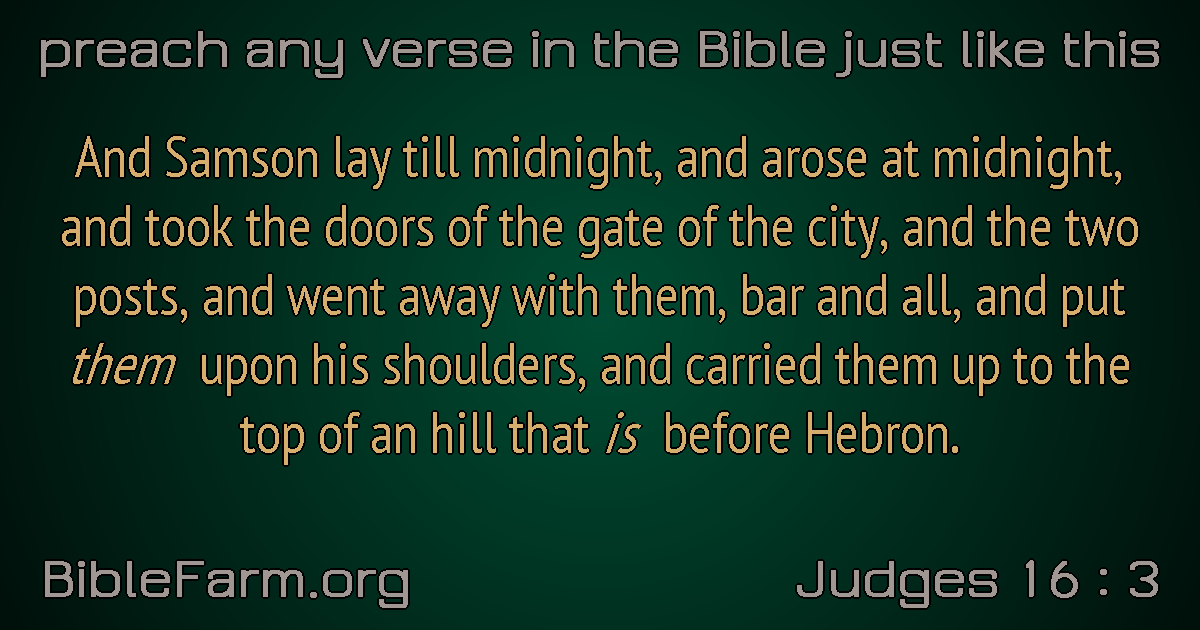 preach any verse in the Bible just like this
And Samson lay till midnight, and arose at midnight,
and took the doors of the gate of the city, and the two
posts, and went away with them, bar and all, and put
them upon his shoulders, and carried them up to the
top of an hill that is before Hebron.
BibleFarm.org
Judges 16 : 3